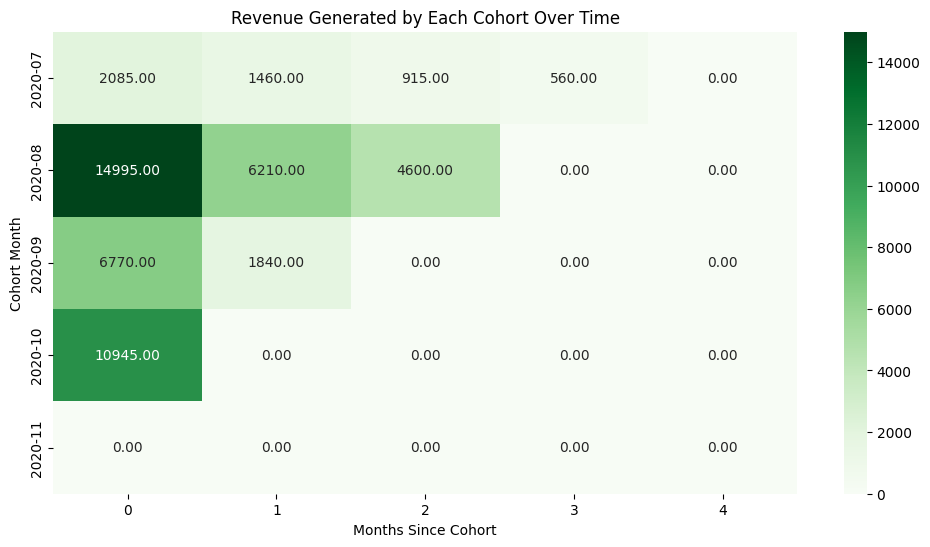 Revenue Generated by Each Cohort Over Time
Cohort Month
2020-07 2085.00 1460.00 915.00 560.00 0.00
2020-08 14995.00 6210.00 4600.00 0.00 0.00
2020-09 6770.00 1840.00 0.00 0.00 0.00
2020-10 10945.00 0.00 0.00 0.00 0.00
2020-11 0.00 0.00 0.00 0.00 0.00
0 1 2 3 4
Months Since Cohort
14000
12000
10000
8000
6000
4000
2000
0